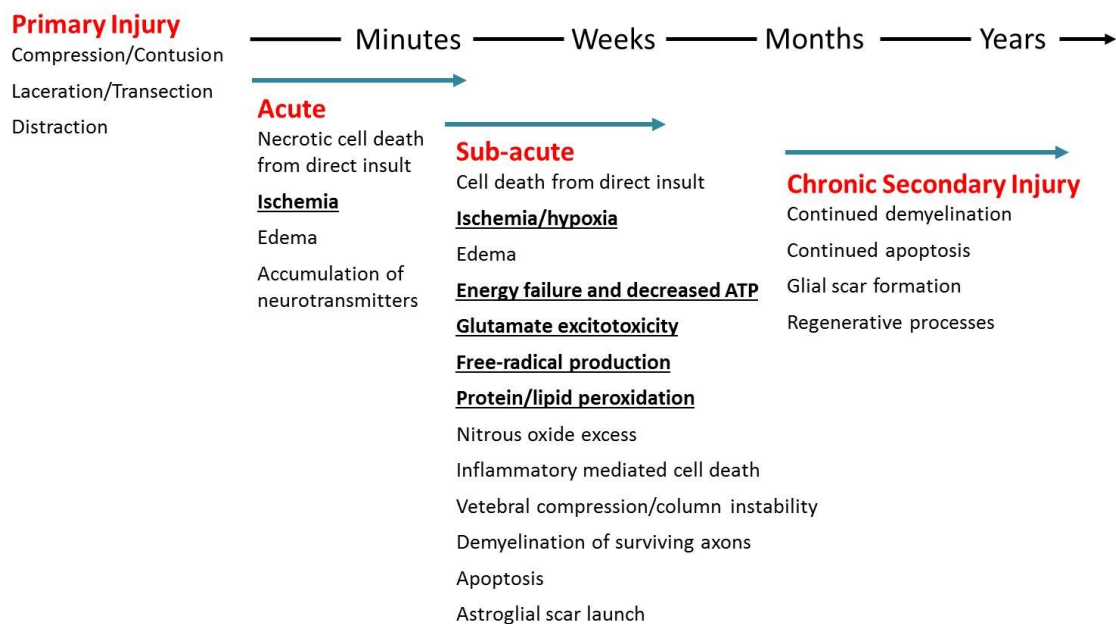 Primary Injury
Compression/Contusion
Laceration/Transection
Distraction
Minutes Weeks Months Years
Acute
Necrotic cell death
from direct insult
Ischemia
Edema
Accumulation of
neurotransmitters
Sub-acute
Cell death from direct insult
Ischemia/hypoxia
Edema
Energy failure and decreased ATP
Glutamate excitotoxicity
Free-radical production
Protein/lipid peroxidation
Nitrous oxide excess
Inflammatory mediated cell death
Vetebral compression/column instability
Demyelination of surviving axons
Apoptosis
Astroglial scar launch
Chronic Secondary Injury
Continued demyelination
Continued apoptosis
Glial scar formation
Regenerative processes